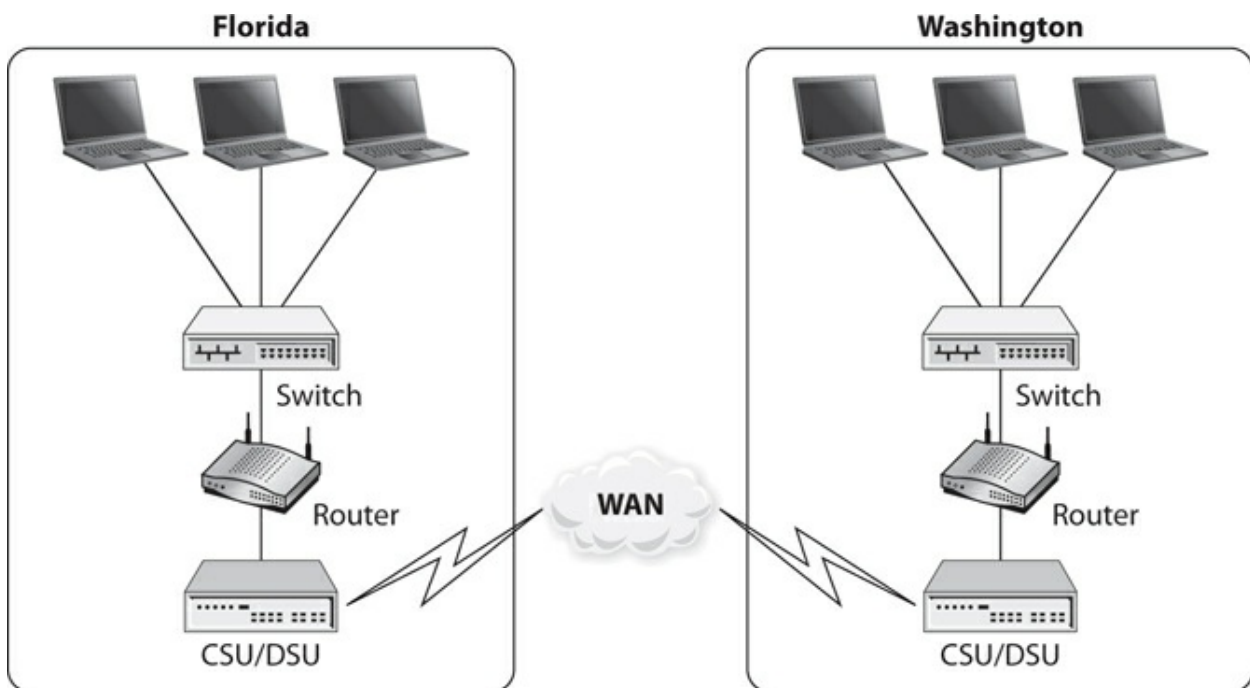 Florida
Washington
Switch
Switch
Router
WAN
Router
CSU/DSU
CSU/DSU